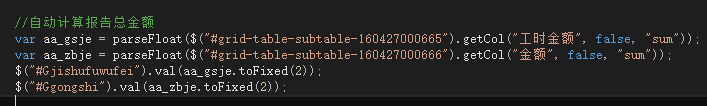 //自动计算报告总金额
var aa_gsje = parseFloat($("#grid-table-subtable-160427000665").getCol("工时金额", false, "sum"));
var aa_zbje = parseFloat($("#grid-table-subtable-160427000666").getCol("金额", false, "sum"));
$("#Gjishufuwufei").val(aa_gsje.toFixed(2));
$("#Ggongshi").val(aa_zbje.toFixed(2));